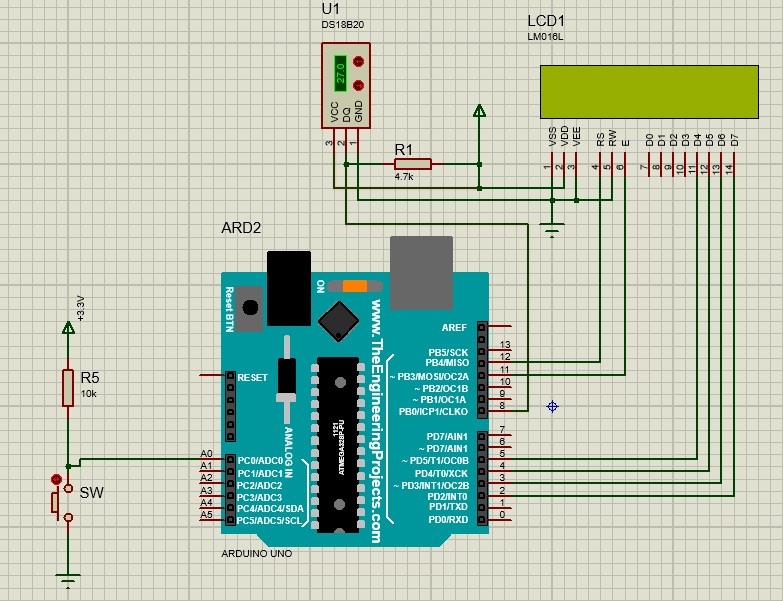 U1
DS18B20
27.0
VCC
DQ
GND
3
2
1
R1
4.7k
LCD1
LM016L
VSS
VDD
VEE
RS
RW
E
D0
D1
D2
D3
D4
D5
D6
D7
1
2
3
4
5
6
7
8
9
10
11
12
13
14
ARD2
Reset BTN
ON
www.TheEngineeringProjects.com
ANALOG IN
1121
ATMEGA328P-PU
RESET
A0 PC0/ADC0
A1 PC1/ADC1
A2 PC2/ADC2
A3 PC3/ADC3
A4 PC4/ADC4/SDA
A5 PC5/ADC5/SCL
AREF
PB5/SCK 13
PB4/MISO 12
~ PB3/MOSI/OC2A 11
~ PB2/OC1B 10
~ PB1/OC1A 9
PB0/ICP1/CLKO 8
PD7/AIN1 7
~ PD7/AIN1 6
~ PD5/T1/OC0B 5
PD4/T0/XCK 4
~ PD3/INT1/OC2B 3
PD2/INT0 2
PD1/TXD 1
PD0/RXD 0
ARDUINO UNO
+3.3V
R5
10k
SW